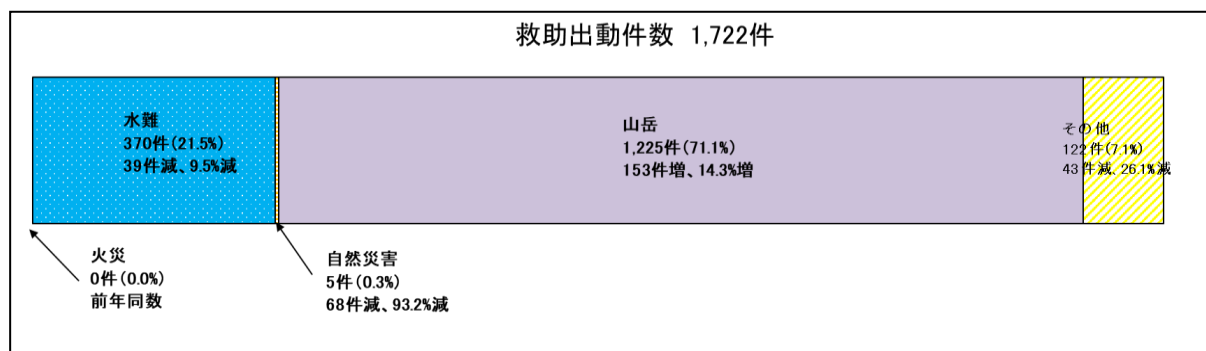 救助出動件数 1,722件
水難
370件(21.5%)
39件減、9.5%減
山岳
1,225件(71.1%)
153件増、14.3%増
その他
122件(7.1%)
43件減、26.1%減
火災
0件(0.0%)
前年同数
自然災害
5件(0.3%)
68件減、93.2%減